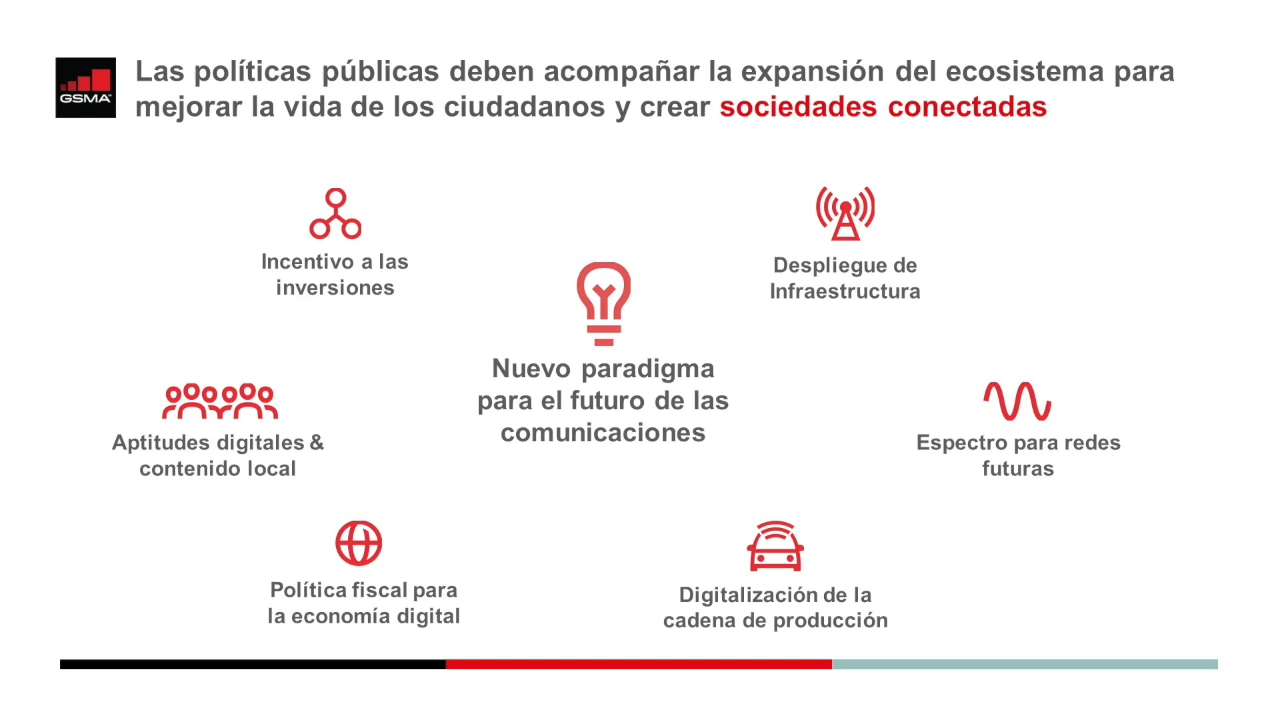 GSMA
Las políticas públicas deben acompañar la expansión del ecosistema para
mejorar la vida de los ciudadanos y crear sociedades conectadas
Incentivo a las
inversiones
Despliegue de
Infraestructura
Nuevo paradigma
para el futuro de las
comunicaciones
Aptitudes digitales &
contenido local
Espectro para redes
futuras
Política fiscal para
la economía digital
Digitalización de la
cadena de producción